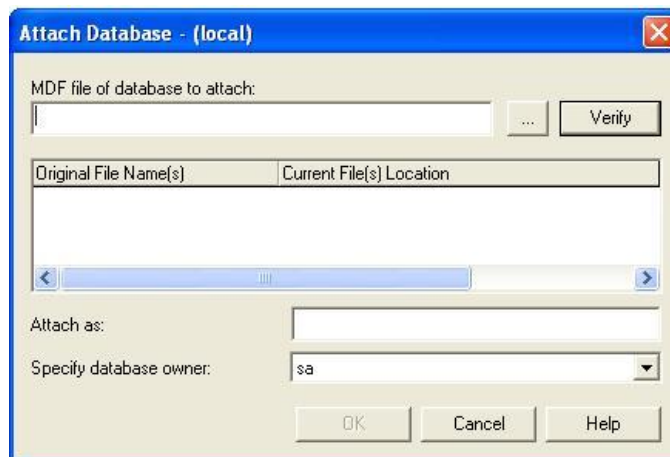 Attach Database - (local)
MDF file of database to attach:
... Verify
Original File Name(s) Current File(s) Location
Attach as:
Specify database owner: sa
OK Cancel Help